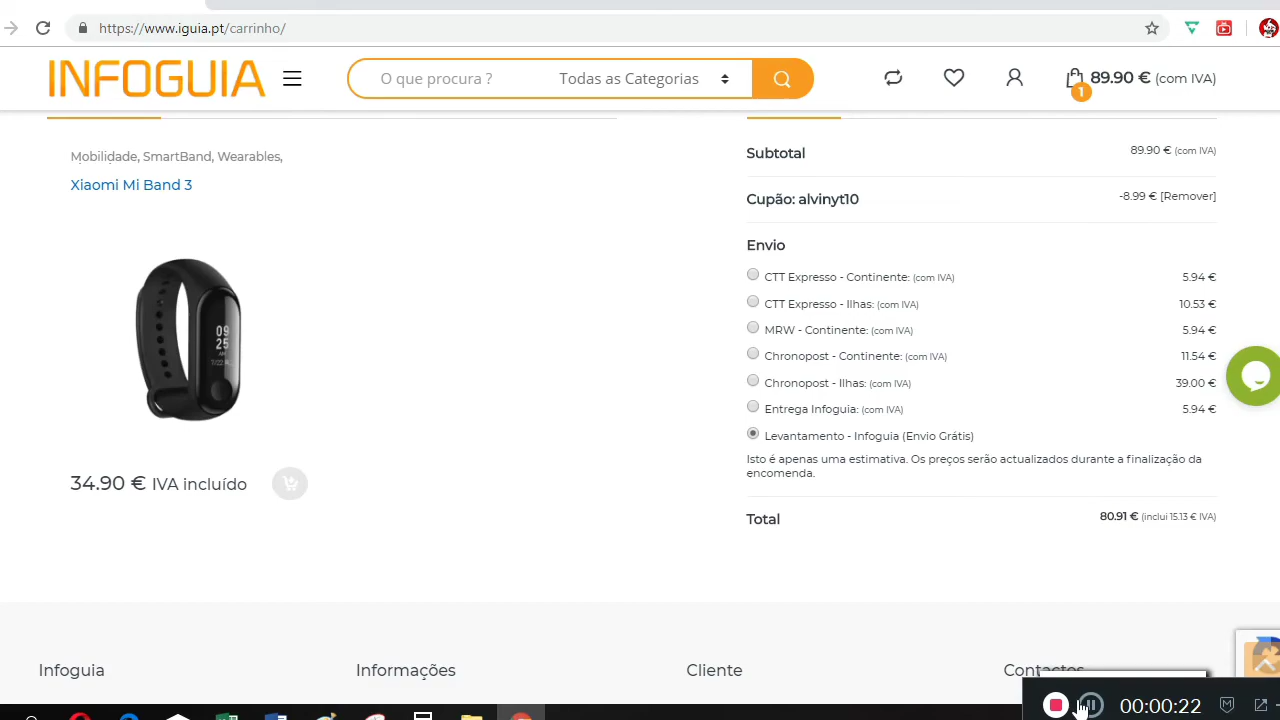 https://www.iguia.pt/carrinho/
INFOGUIA
O que procura ?
Todas as Categorias
1
89.90 € (com IVA)
Mobilidade, SmartBand, Wearables,
Xiaomi Mi Band 3
09
25
AM
34.90 € IVA incluído
Subtotal
89.90 € (com IVA)
Cupão: alvinyt10
-8.99 € [Remover]
Envio
CTT Expresso - Continente: (com IVA) 5.94 €
CTT Expresso - Ilhas: (com IVA) 10.53 €
MRW - Continente: (com IVA) 5.94 €
Chronopost - Continente: (com IVA) 11.54 €
Chronopost - Ilhas: (com IVA) 39.00 €
Entrega Infoguia: (com IVA) 5.94 €
Levantamento - Infoguia (Envio Grátis)
Isto é apenas uma estimativa. Os preços serão actualizados durante a finalização da
encomenda.
Total
80.91 € (inclui 15.13 € IVA)
Infoguia
Informações
Cliente
Contactos
00:00:22